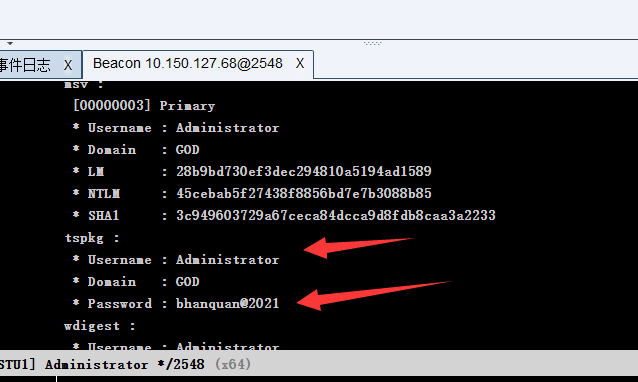 事件日志 X Beacon 10.150.127.68@2548 X
msv :
[00000003] Primary
* Username : Administrator
* Domain : GOD
* LM : 28b9bd730ef3dec294810a5194ad1589
* NTLM : 45cebab5f27438f8856bd7e7b3088b85
* SHA1 : 3c949603729a67ceca84dcca9d8fdb8caa3a2233
tspkg :
* Username : Administrator
* Domain : GOD
* Password : bhanquan@2021
wdigest :
* Username : Administrator
STU1] Administrator */2548 (x64)